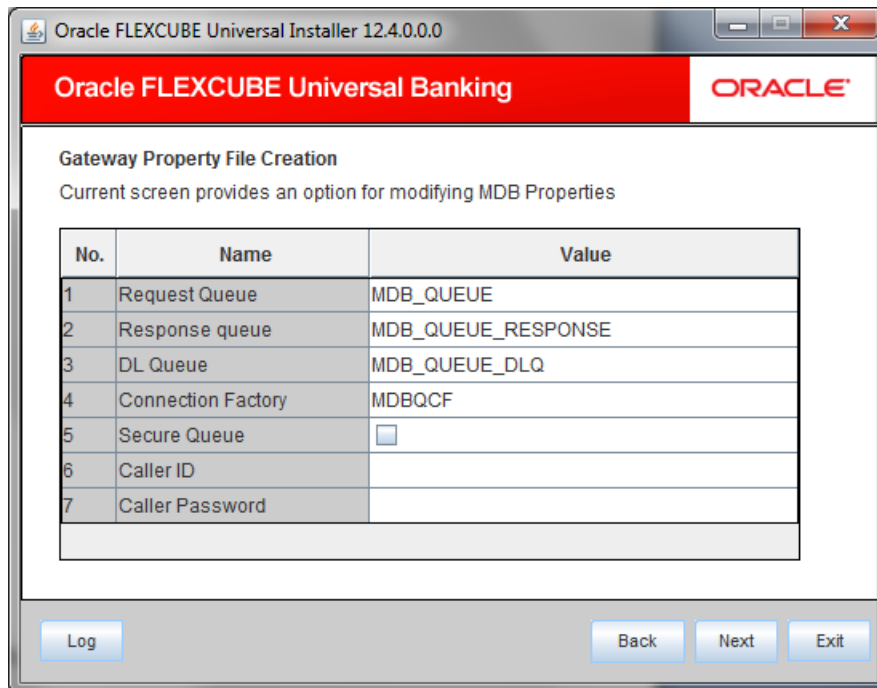 Oracle FLEXCUBE Universal Installer 12.4.0.0.0
Oracle FLEXCUBE Universal Banking
ORACLE®
Gateway Property File Creation
Current screen provides an option for modifying MDB Properties
No. Name Value
1 Request Queue MDB_QUEUE
2 Response queue MDB_QUEUE_RESPONSE
3 DL Queue MDB_QUEUE_DLQ
4 Connection Factory MDBQCF
5 Secure Queue
6 Caller ID
7 Caller Password
Log Back Next Exit